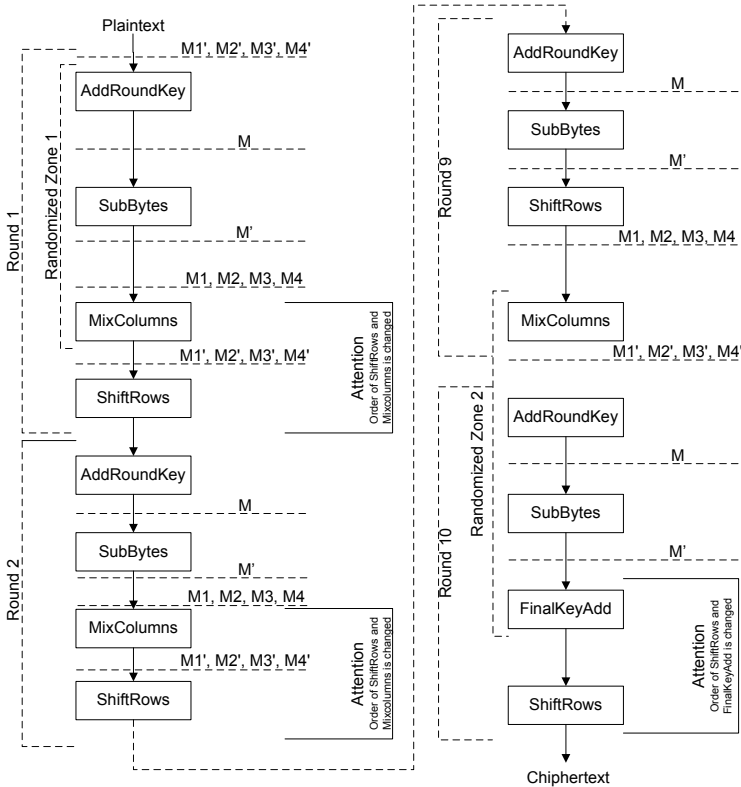 Plaintext
M1', M2', M3', M4'
AddRoundKey
M
SubBytes
M'
M1, M2, M3, M4
MixColumns
M1', M2', M3', M4'
ShiftRows
Round 1
Randomized Zone 1
Attention
Order of ShiftRows and
Mixcolumns is changed
AddRoundKey
M
SubBytes
M'
M1, M2, M3, M4
MixColumns
M1', M2', M3', M4'
ShiftRows
Round 2
Attention
Order of ShiftRows and
Mixcolumns is changed
AddRoundKey
M
SubBytes
M’
ShiftRows
M1, M2, M3, M4
MixColumns
M1', M2', M3', M4'
Round 9
AddRoundKey
M
SubBytes
M’
FinalKeyAdd
ShiftRows
Chiphertext
Round 10
Randomized Zone 2
Attention
Order of ShiftRows and
FinalKeyAdd is changed